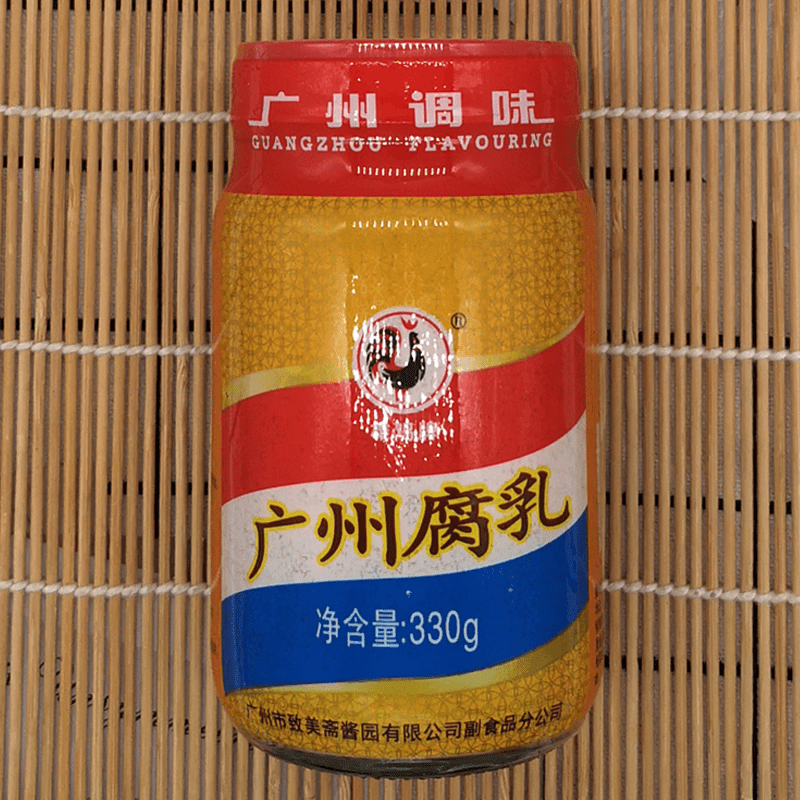 广州调味
GUANGZHOU FLAVOURING
®
广州腐乳
净含量:330g
广州市致美斋酱园有限公司副食品分公司